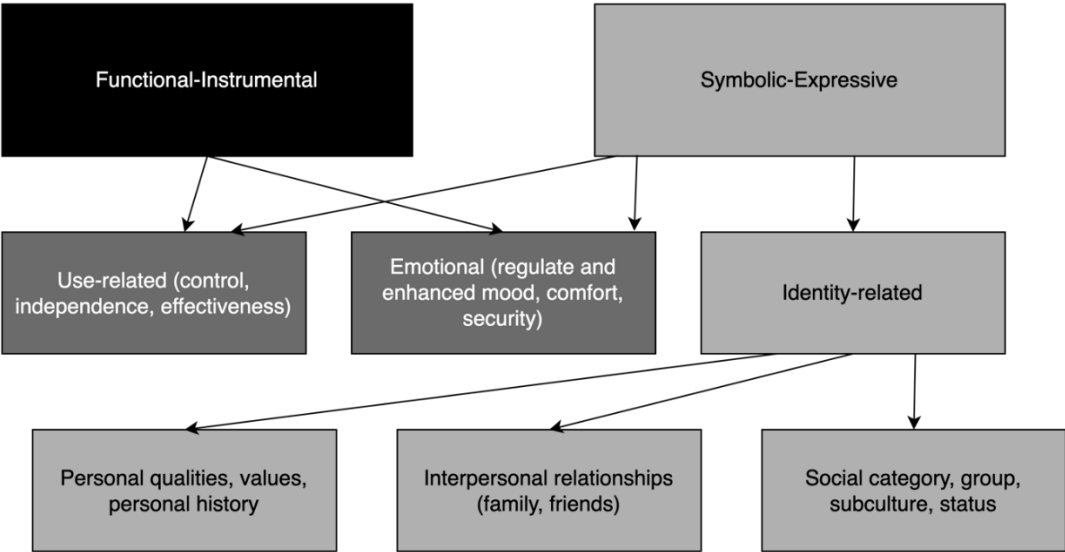 Functional-Instrumental
Symbolic-Expressive
Use-related (control,
independence, effectiveness)
Emotional (regulate and
enhanced mood, comfort,
security)
Identity-related
Personal qualities, values,
personal history
Interpersonal relationships
(family, friends)
Social category, group,
subculture, status